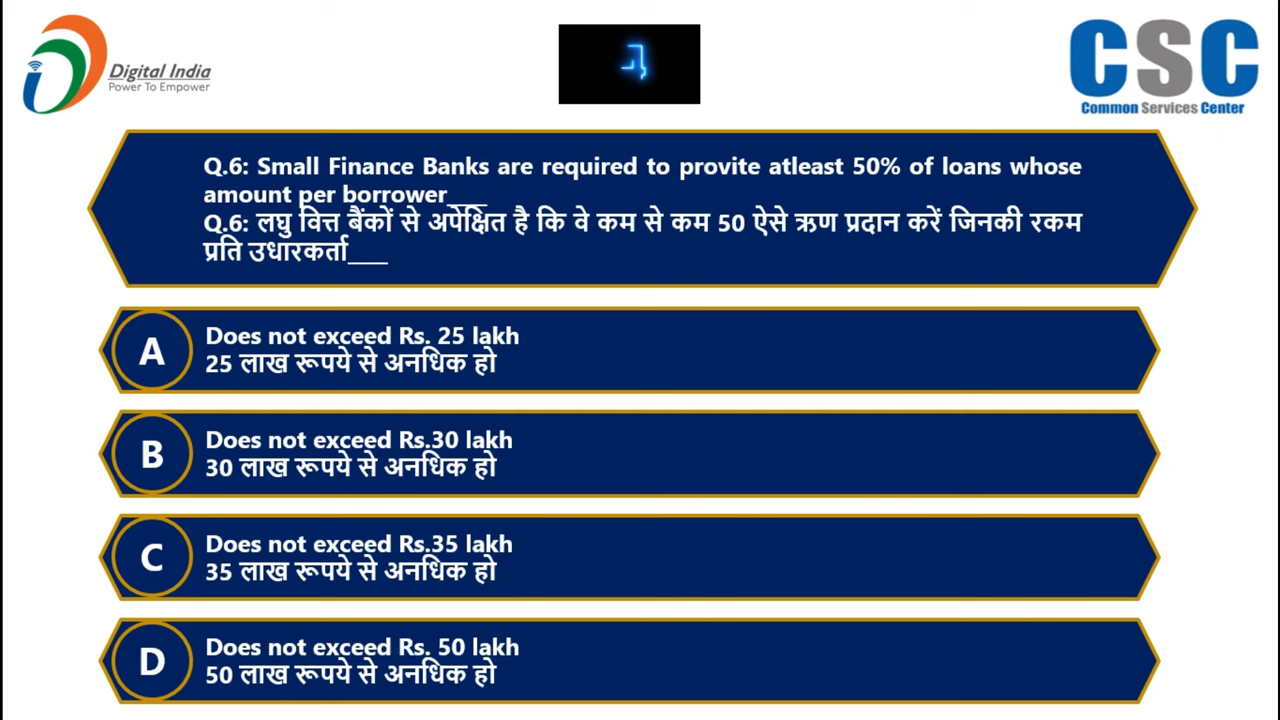 Digital India
Power To Empower
CSC
Common Services Center
Q.6: Small Finance Banks are required to provite atleast 50% of loans whose
amount per borrower___
Q.6: लघु वित्त बैंकों से अपेक्षित है कि वे कम से कम 50 ऐसे ऋण प्रदान करें जिनकी रकम
प्रति उधारकर्ता___
A
Does not exceed Rs. 25 lakh
25 लाख रूपये से अनधिक हो
B
Does not exceed Rs.30 lakh
30 लाख रूपये से अनधिक हो
C
Does not exceed Rs.35 lakh
35 लाख रूपये से अनधिक हो
D
Does not exceed Rs. 50 lakh
50 लाख रूपये से अनधिक हो